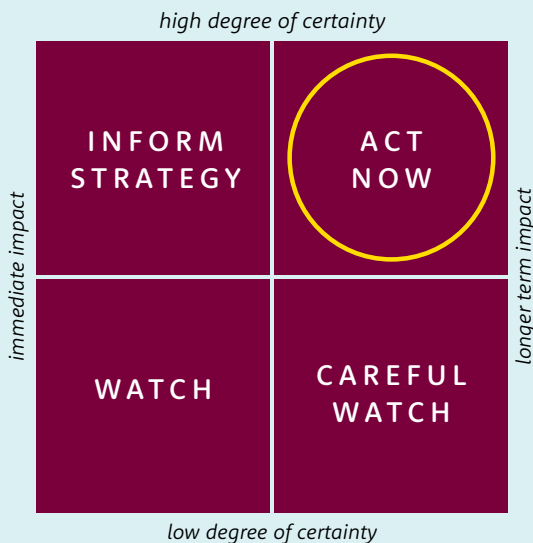 high degree of certainty
immediate impact
INFORM
STRATEGY
ACT
NOW
longer term impact
WATCH
CAREFUL
WATCH
low degree of certainty